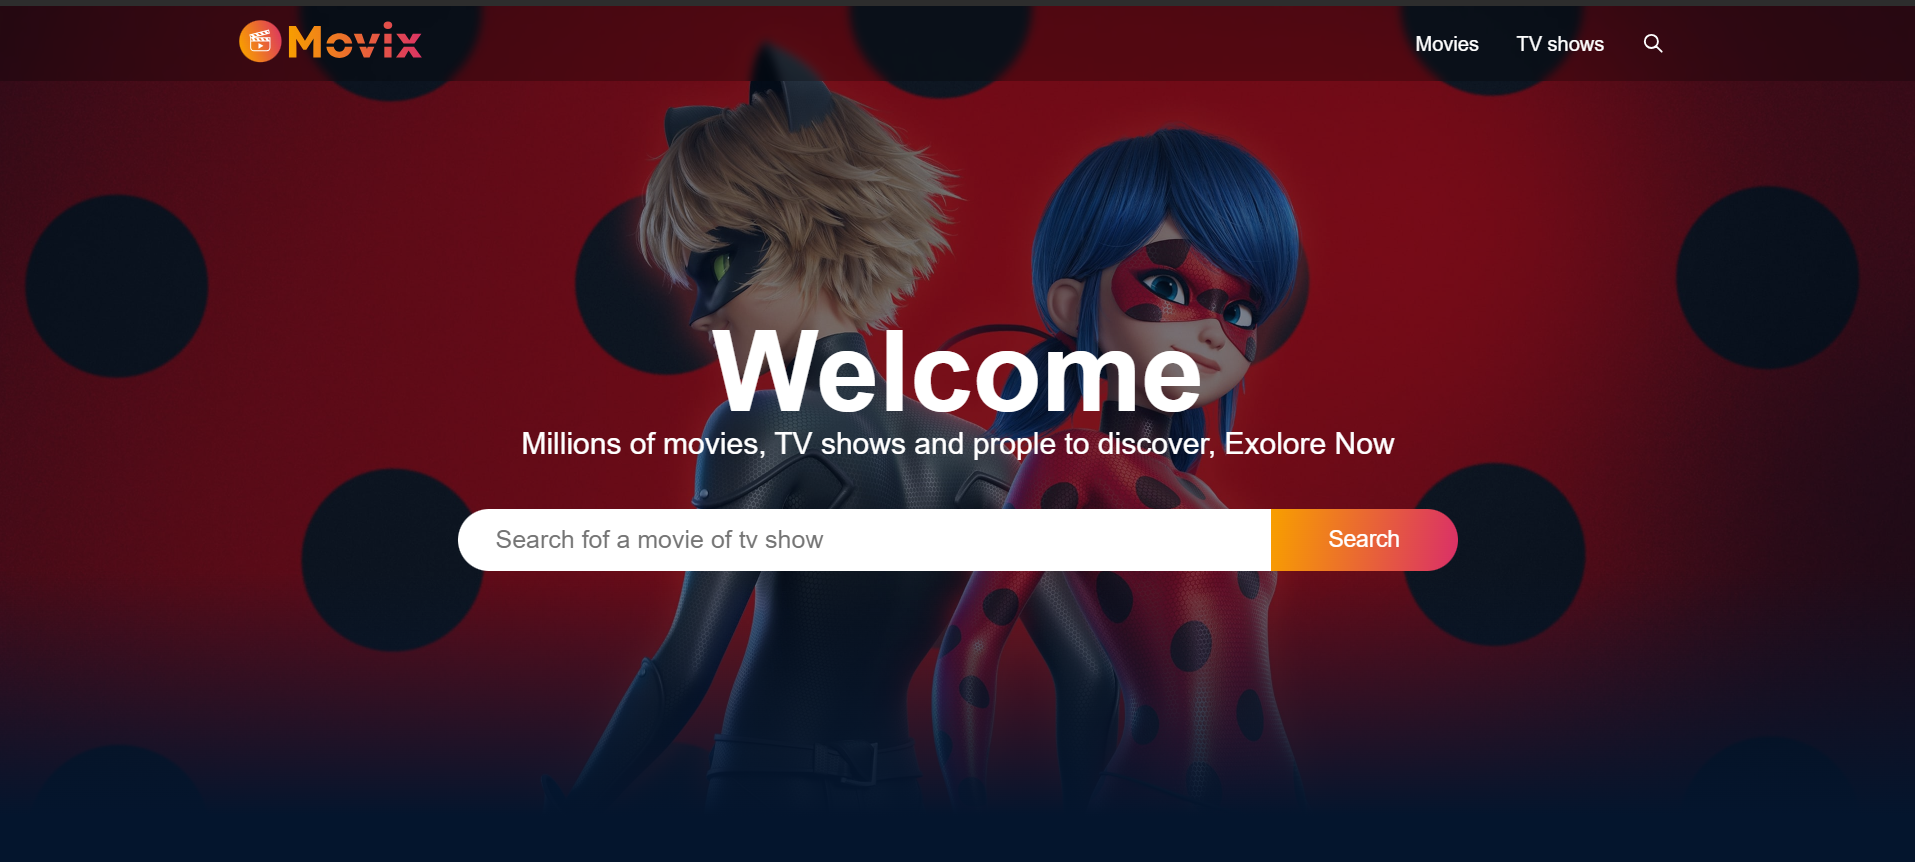 Movix
Movies TV shows
Welcome
Millions of movies, TV shows and prople to discover, Exolore Now
Search fof a movie of tv show Search